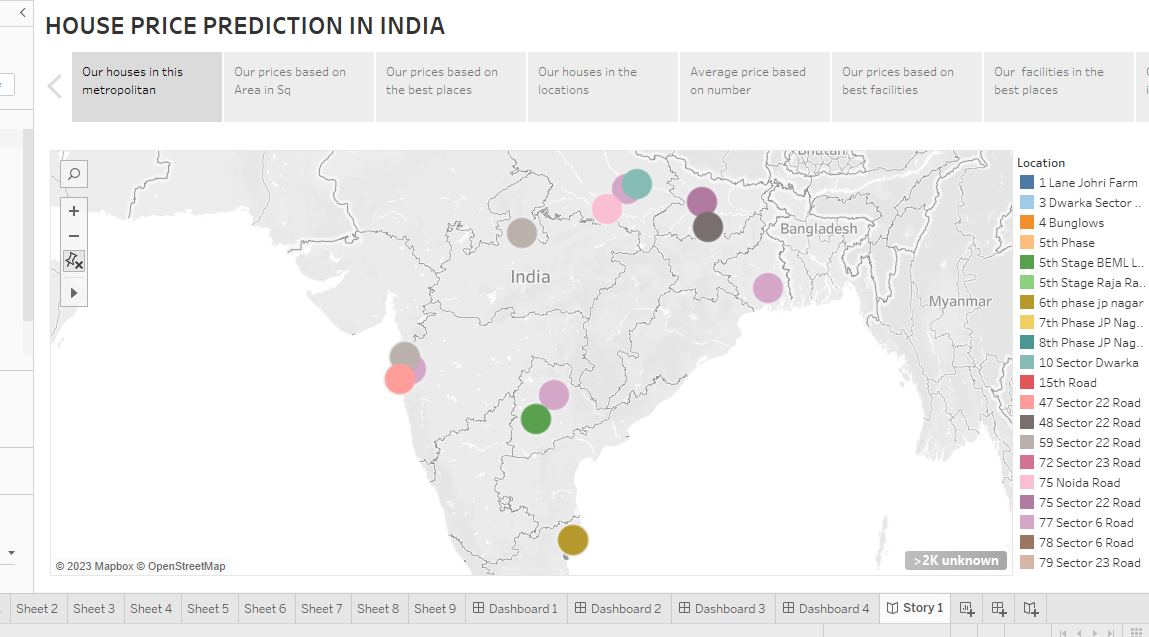 HOUSE PRICE PREDICTION IN INDIA
Our houses in this
metropolitan
Our prices based on
Area in Sq
Our prices based on
the best places
Our houses in the
locations
Average price based
on number
Our prices based on
best facilities
Our facilities in the
best places
Bhutan
Bangladesh
India
Myanmar
Location
1 Lane Johri Farm
3 Dwarka Sector ..
4 Bunglows
5th Phase
5th Stage BEML L..
5th Stage Raja Ra..
6th phase jp nagar
7th Phase JP Nag..
8th Phase JP Nag..
10 Sector Dwarka
15th Road
47 Sector 22 Road
48 Sector 22 Road
59 Sector 22 Road
72 Sector 23 Road
75 Noida Road
75 Sector 22 Road
77 Sector 6 Road
78 Sector 6 Road
79 Sector 23 Road
>2K unknown
© 2023 Mapbox © OpenStreetMap
Sheet 2 Sheet 3 Sheet 4 Sheet 5 Sheet 6 Sheet 7 Sheet 8 Sheet 9 Dashboard 1 Dashboard 2 Dashboard 3 Dashboard 4 Story 1